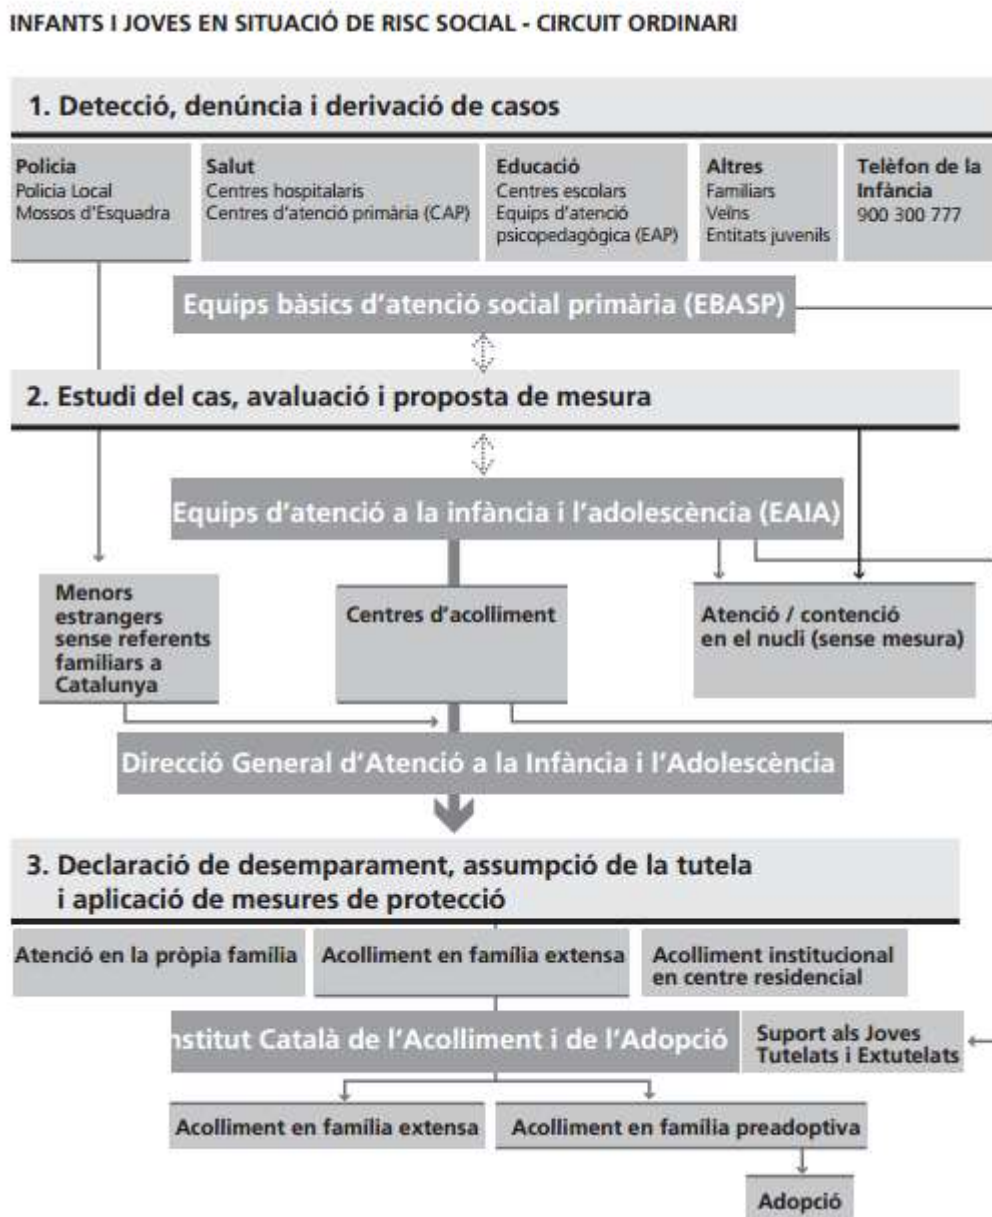 INFANTS I JOVES EN SITUACIÓ DE RISC SOCIAL - CIRCUIT ORDINARI
1. Detecció, denúncia i derivació de casos
Policia
Policia Local
Mossos d'Esquadra
Salut
Centres hospitalaris
Centres d'atenció primària (CAP)
Educació
Centres escolars
Equips d'atenció
psicopedagògica (EAP)
Altres
Familiars
Veïns
Entitats juvenils
Telèfon de la
Infància
900 300 777
Equips bàsics d'atenció social primària (EBASP)
2. Estudi del cas, avaluació i proposta de mesura
Equips d'atenció a la infància i l'adolescència (EAIA)
Menors
estrangers
sense referents
familiars a
Catalunya
Centres d'acolliment
Atenció / contenció
en el nucli (sense mesura)
Direcció General d'Atenció a la Infància i l'Adolescència
3. Declaració de desemparament, assumpció de la tutela
i aplicació de mesures de protecció
Atenció en la pròpia família
Acolliment en família extensa
Acolliment institucional
en centre residencial
nstitut Català de l'Acolliment i de l'Adopció
Suport als Joves
Tutelats i Extutelats
Acolliment en família extensa
Acolliment en família preadoptiva
Adopció